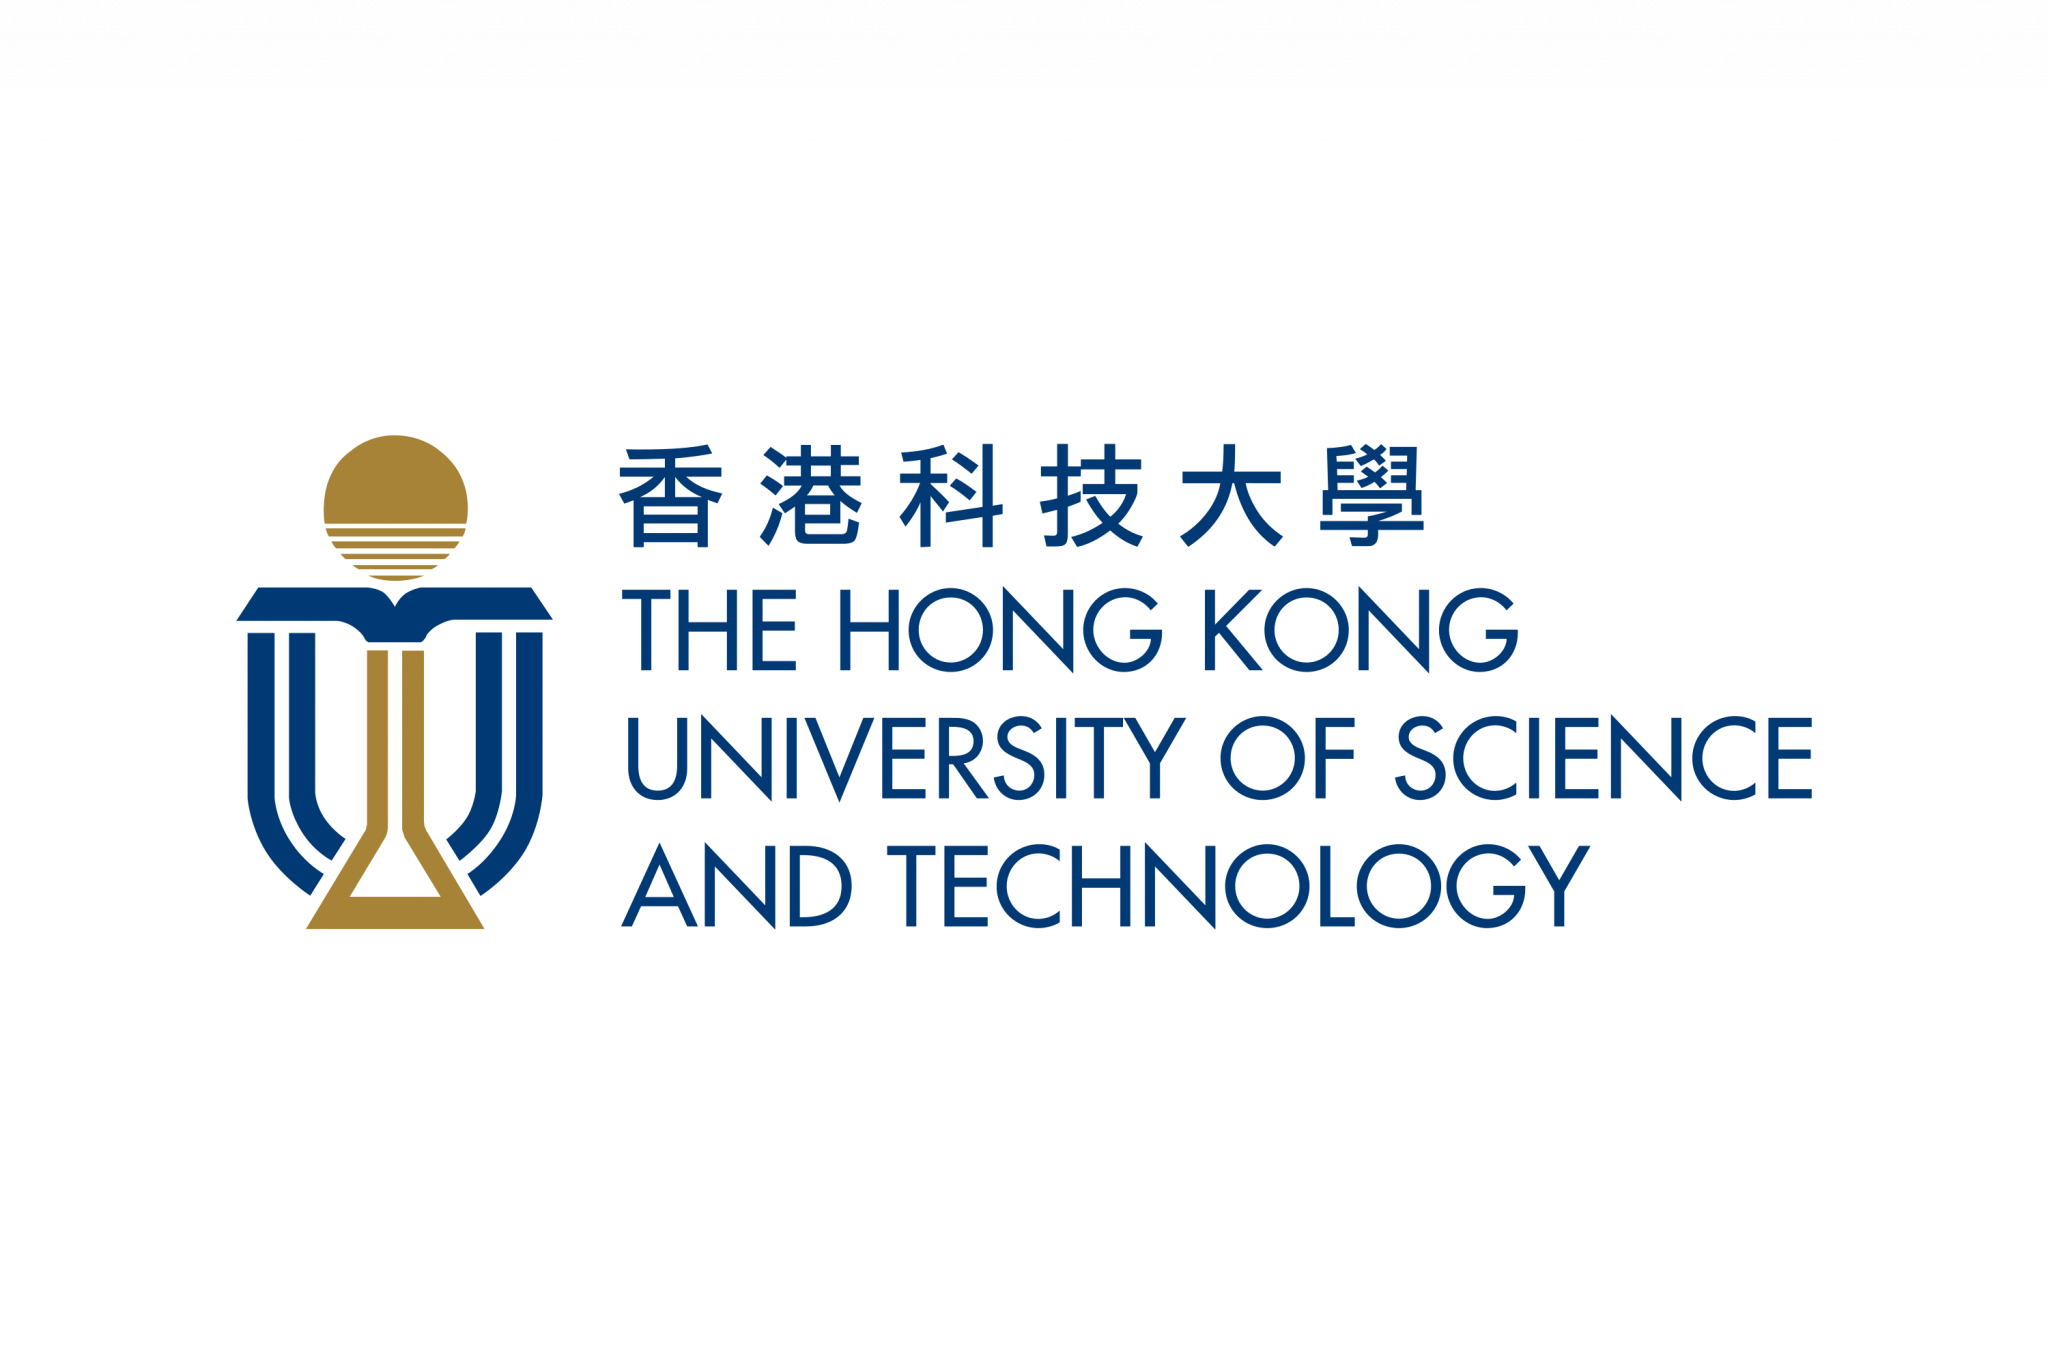 香港科技大學
THE HONG KONG
UNIVERSITY OF SCIENCE
AND TECHNOLOGY